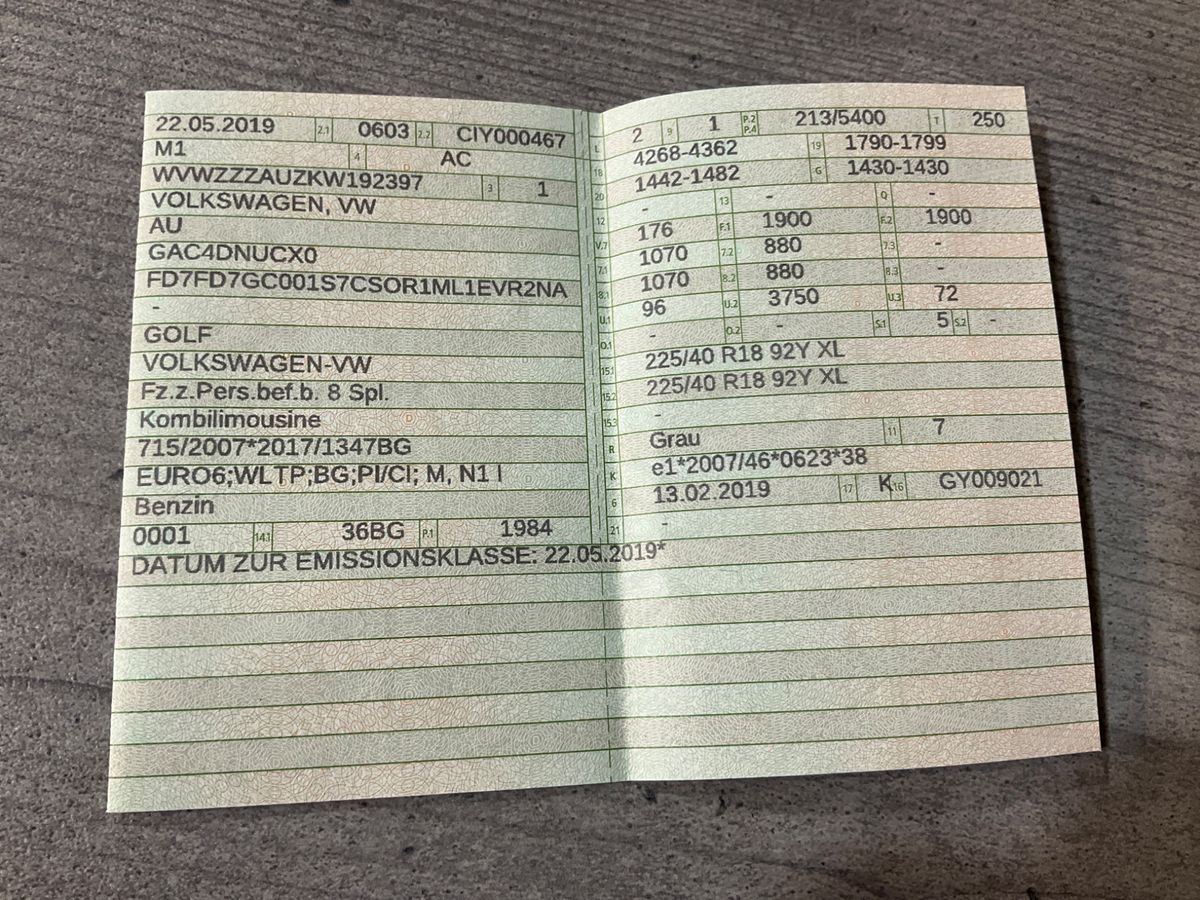 22.05.2019 2.1 0603 2.2 CIY000467
M1 4 AC
WVWZZZAUZKW192397 3 1
VOLKSWAGEN, VW
AU
GAC4DNUCX0
FD7FD7GC001S7CSOR1ML1EVR2NA
-
GOLF
VOLKSWAGEN-VW
Fz.z.Pers.bef.b. 8 Spl.
Kombilimousine
715/2007*2017/1347BG
EURO6;WLTP;BG;PI/CI; M, N1 I
Benzin
0001 14.1 36BG P.1 1984
DATUM ZUR EMISSIONSKLASSE: 22.05.2019*
L 2 9 1 P.2 P.4 213/5400 T 250
18 4268-4362 19 1790-1799
20 1442-1482 G 1430-1430
12 - 13 - Q -
V.7 176 F.1 1900 F.2 1900
7.1 1070 7.2 880 7.3 -
8.1 1070 8.2 880 8.3 -
U.1 96 U.2 3750 U.3 72
O.1 - O.2 - S.1 5 S.2 -
15.1 225/40 R18 92Y XL
15.2 225/40 R18 92Y XL
15.3 -
R Grau 11 7
K e1*2007/46*0623*38
6 13.02.2019 17 K 16 GY009021
21 -